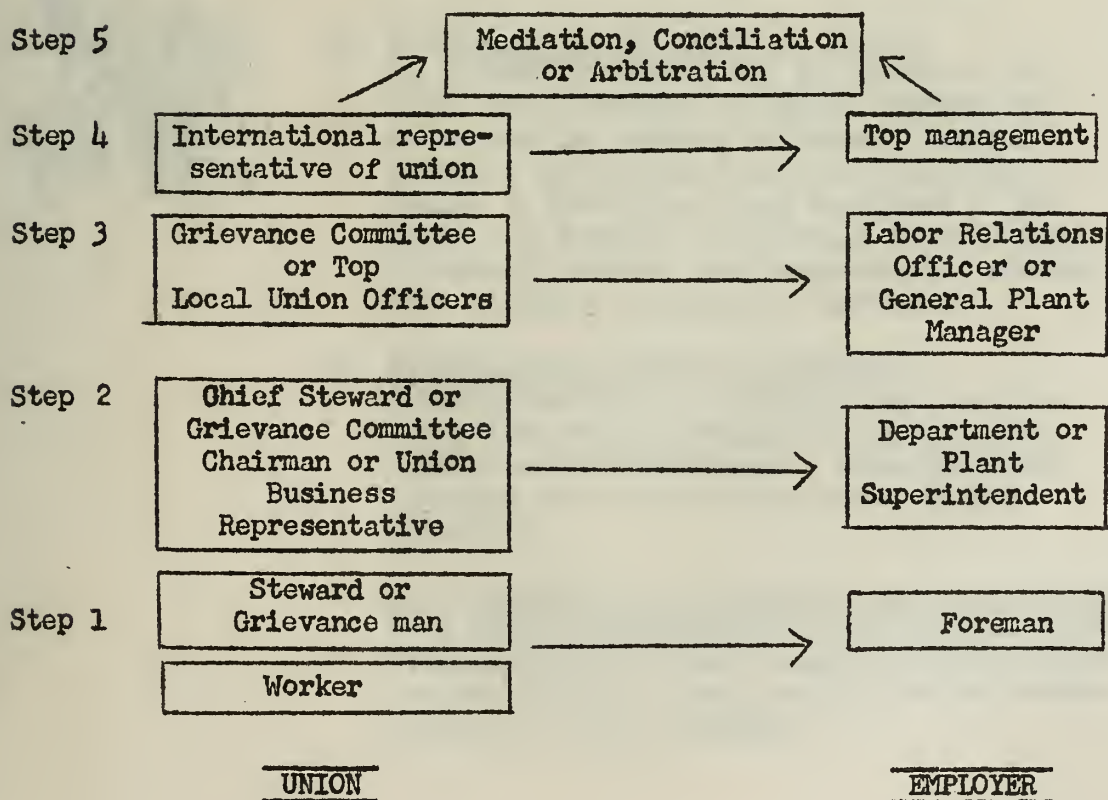 Step 5
Mediation, Conciliation
or Arbitration
Step 4
International repre-
sentative of union
Top management
Step 3
Grievance Committee
or Top
Local Union Officers
Labor Relations
Officer or
General Plant
Manager
Step 2
Chief Steward or
Grievance Committee
Chairman or Union
Business
Representative
Department or
Plant
Superintendent
Step 1
Steward or
Grievance man
Worker
Foreman
UNION
EMPLOYER